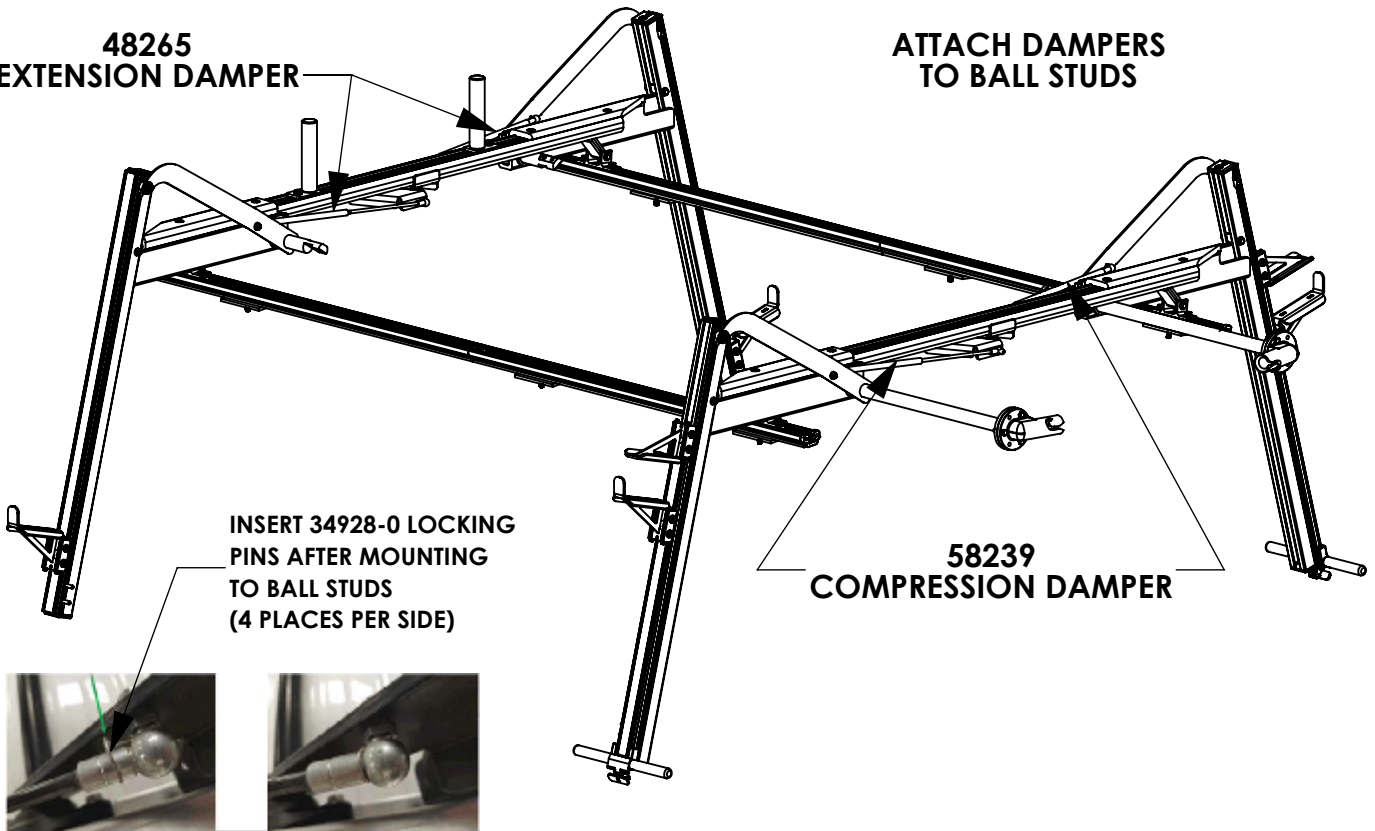 48265
EXTENSION DAMPER
ATTACH DAMPERS
TO BALL STUDS
INSERT 34928-0 LOCKING
PINS AFTER MOUNTING
TO BALL STUDS
(4 PLACES PER SIDE)
58239
COMPRESSION DAMPER